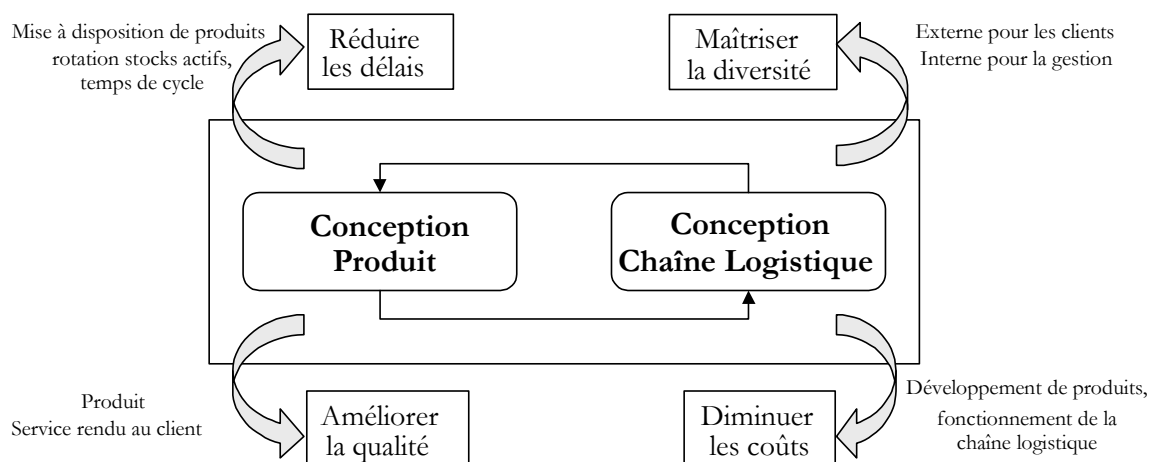 Mise à disposition de produits
rotation stocks actifs,
temps de cycle
Réduire
les délais
Maîtriser
la diversité
Externe pour les clients
Interne pour la gestion
Conception
Produit
Conception
Chaîne Logistique
Produit
Service rendu au client
Améliorer
la qualité
Diminuer
les coûts
Développement de produits,
fonctionnement de la
chaîne logistique